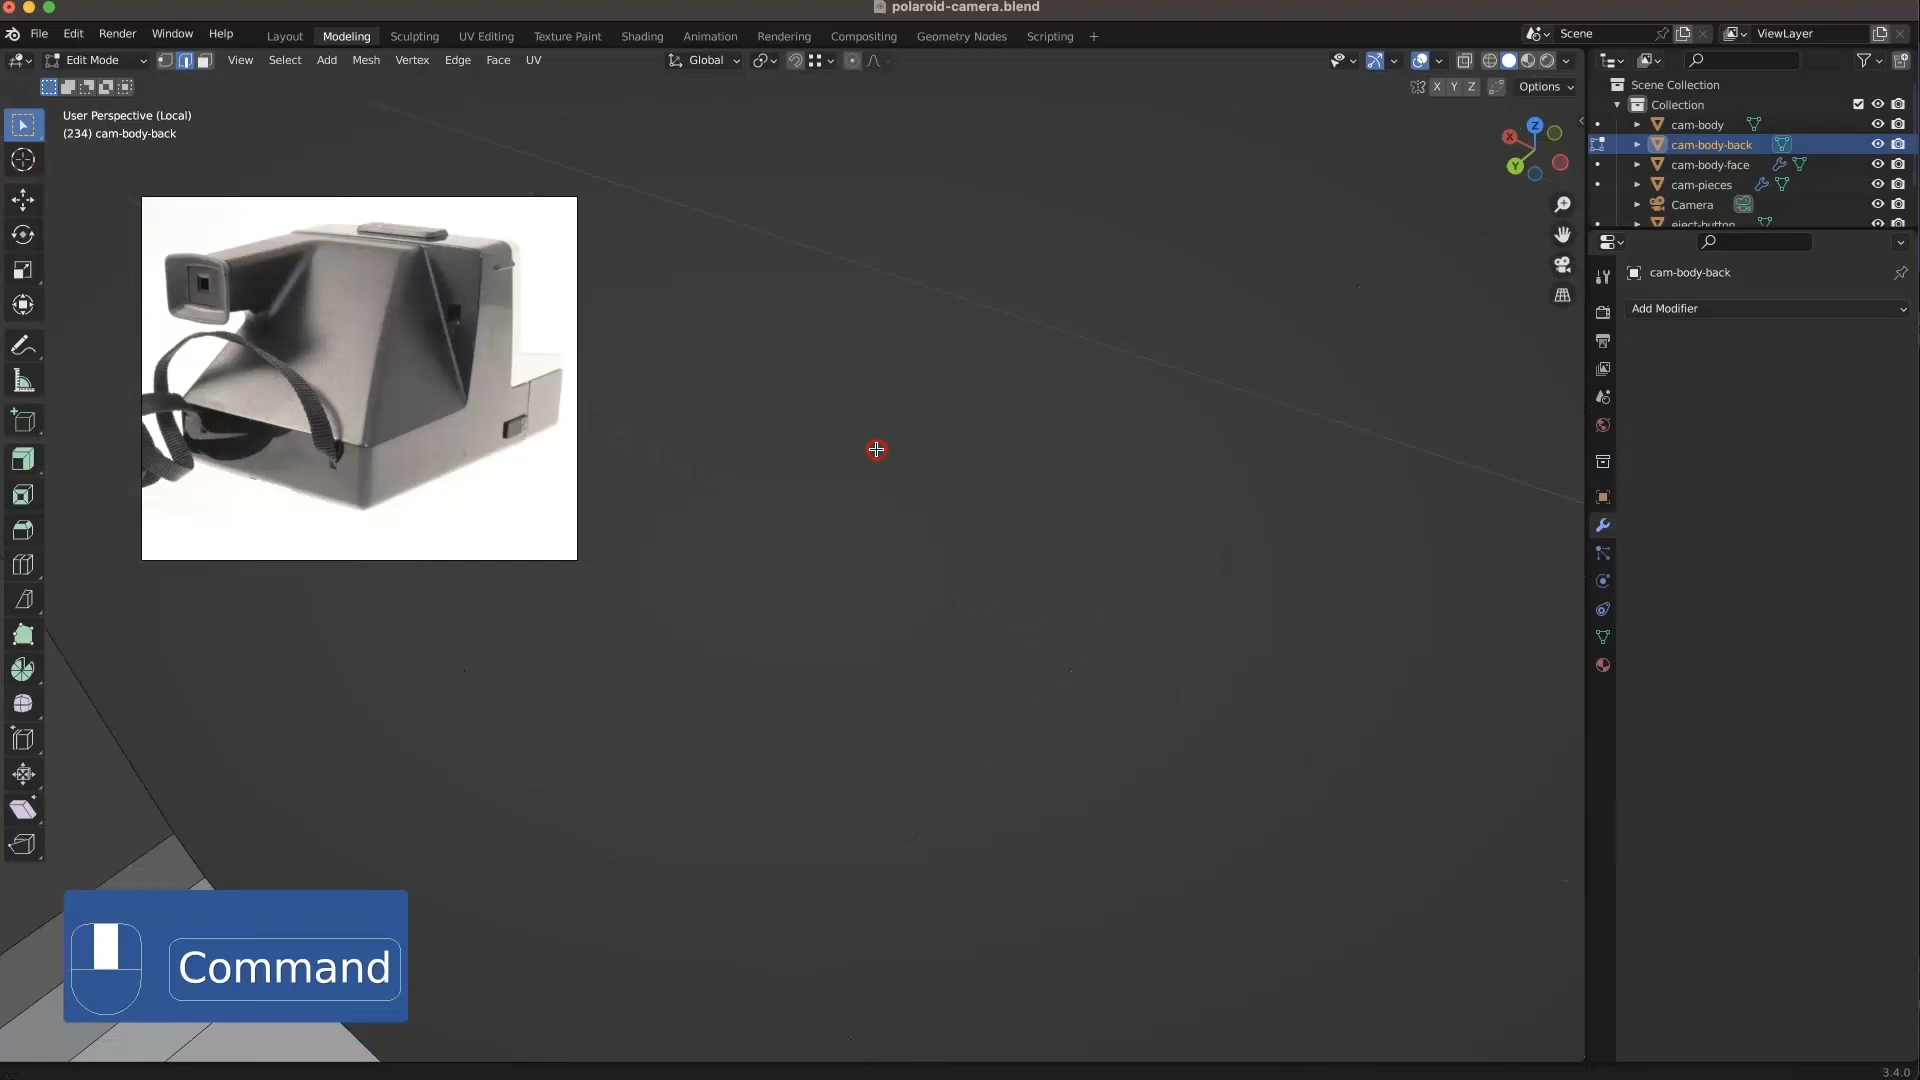 polaroid-camera.blend
File Edit Render Window Help
Layout Modeling Sculpting UV Editing Texture Paint Shading Animation Rendering Compositing Geometry Nodes Scripting +
Scene
ViewLayer
Edit Mode
View Select Add Mesh Vertex Edge Face UV
Global
X Y Z
Options
User Perspective (Local)
(234) cam-body-back
Z
X
Y
Scene Collection
Collection
cam-body
cam-body-back
cam-body-face
cam-pieces
Camera
eject-button
cam-body-back
Add Modifier
Command
3.4.0